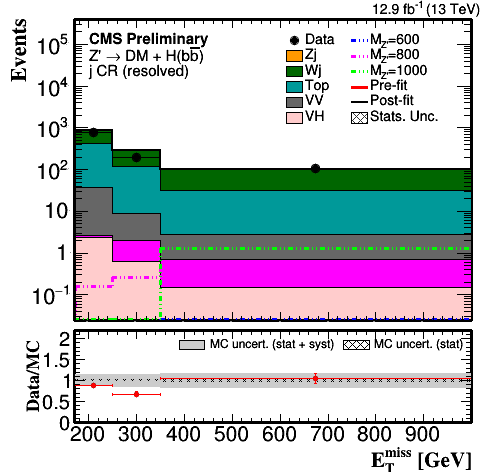 12.9 fb⁻¹ (13 TeV)
CMS Preliminary
Z' → DM + H(bb̅)
j CR (resolved)
Data
Zj
Wj
Top
VV
VH
M_Z'=600
M_Z'=800
M_Z'=1000
Pre-fit
Post-fit
Stats. Unc.
Events
10⁴
10³
10²
10
1
10⁻¹
MC uncert. (stat + syst)
MC uncert. (stat)
Data/MC
2
1.5
1
0.5
0
200 300 400 500 600 700 800 900
E_T^miss [GeV]